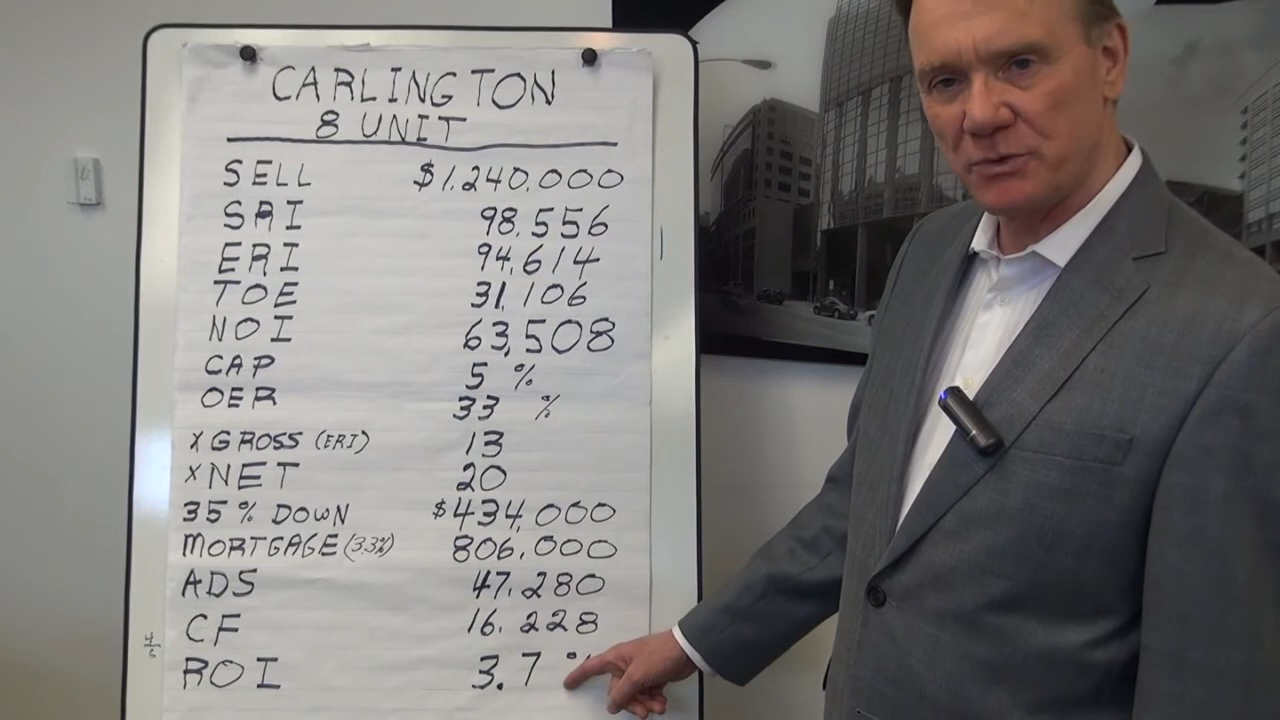 CARLINGTON
8 UNIT
SELL $1,240,000
SRI 98,556
ERI 94,614
TOE 31,106
NOI 63,508
CAP 5 %
OER 33 %
X GROSS (ERI) 13
X NET 20
35% DOWN $434,000
MORTGAGE (3.3%) 806,000
ADS 47,280
CF 16,228
ROI 3.7 %
4/5